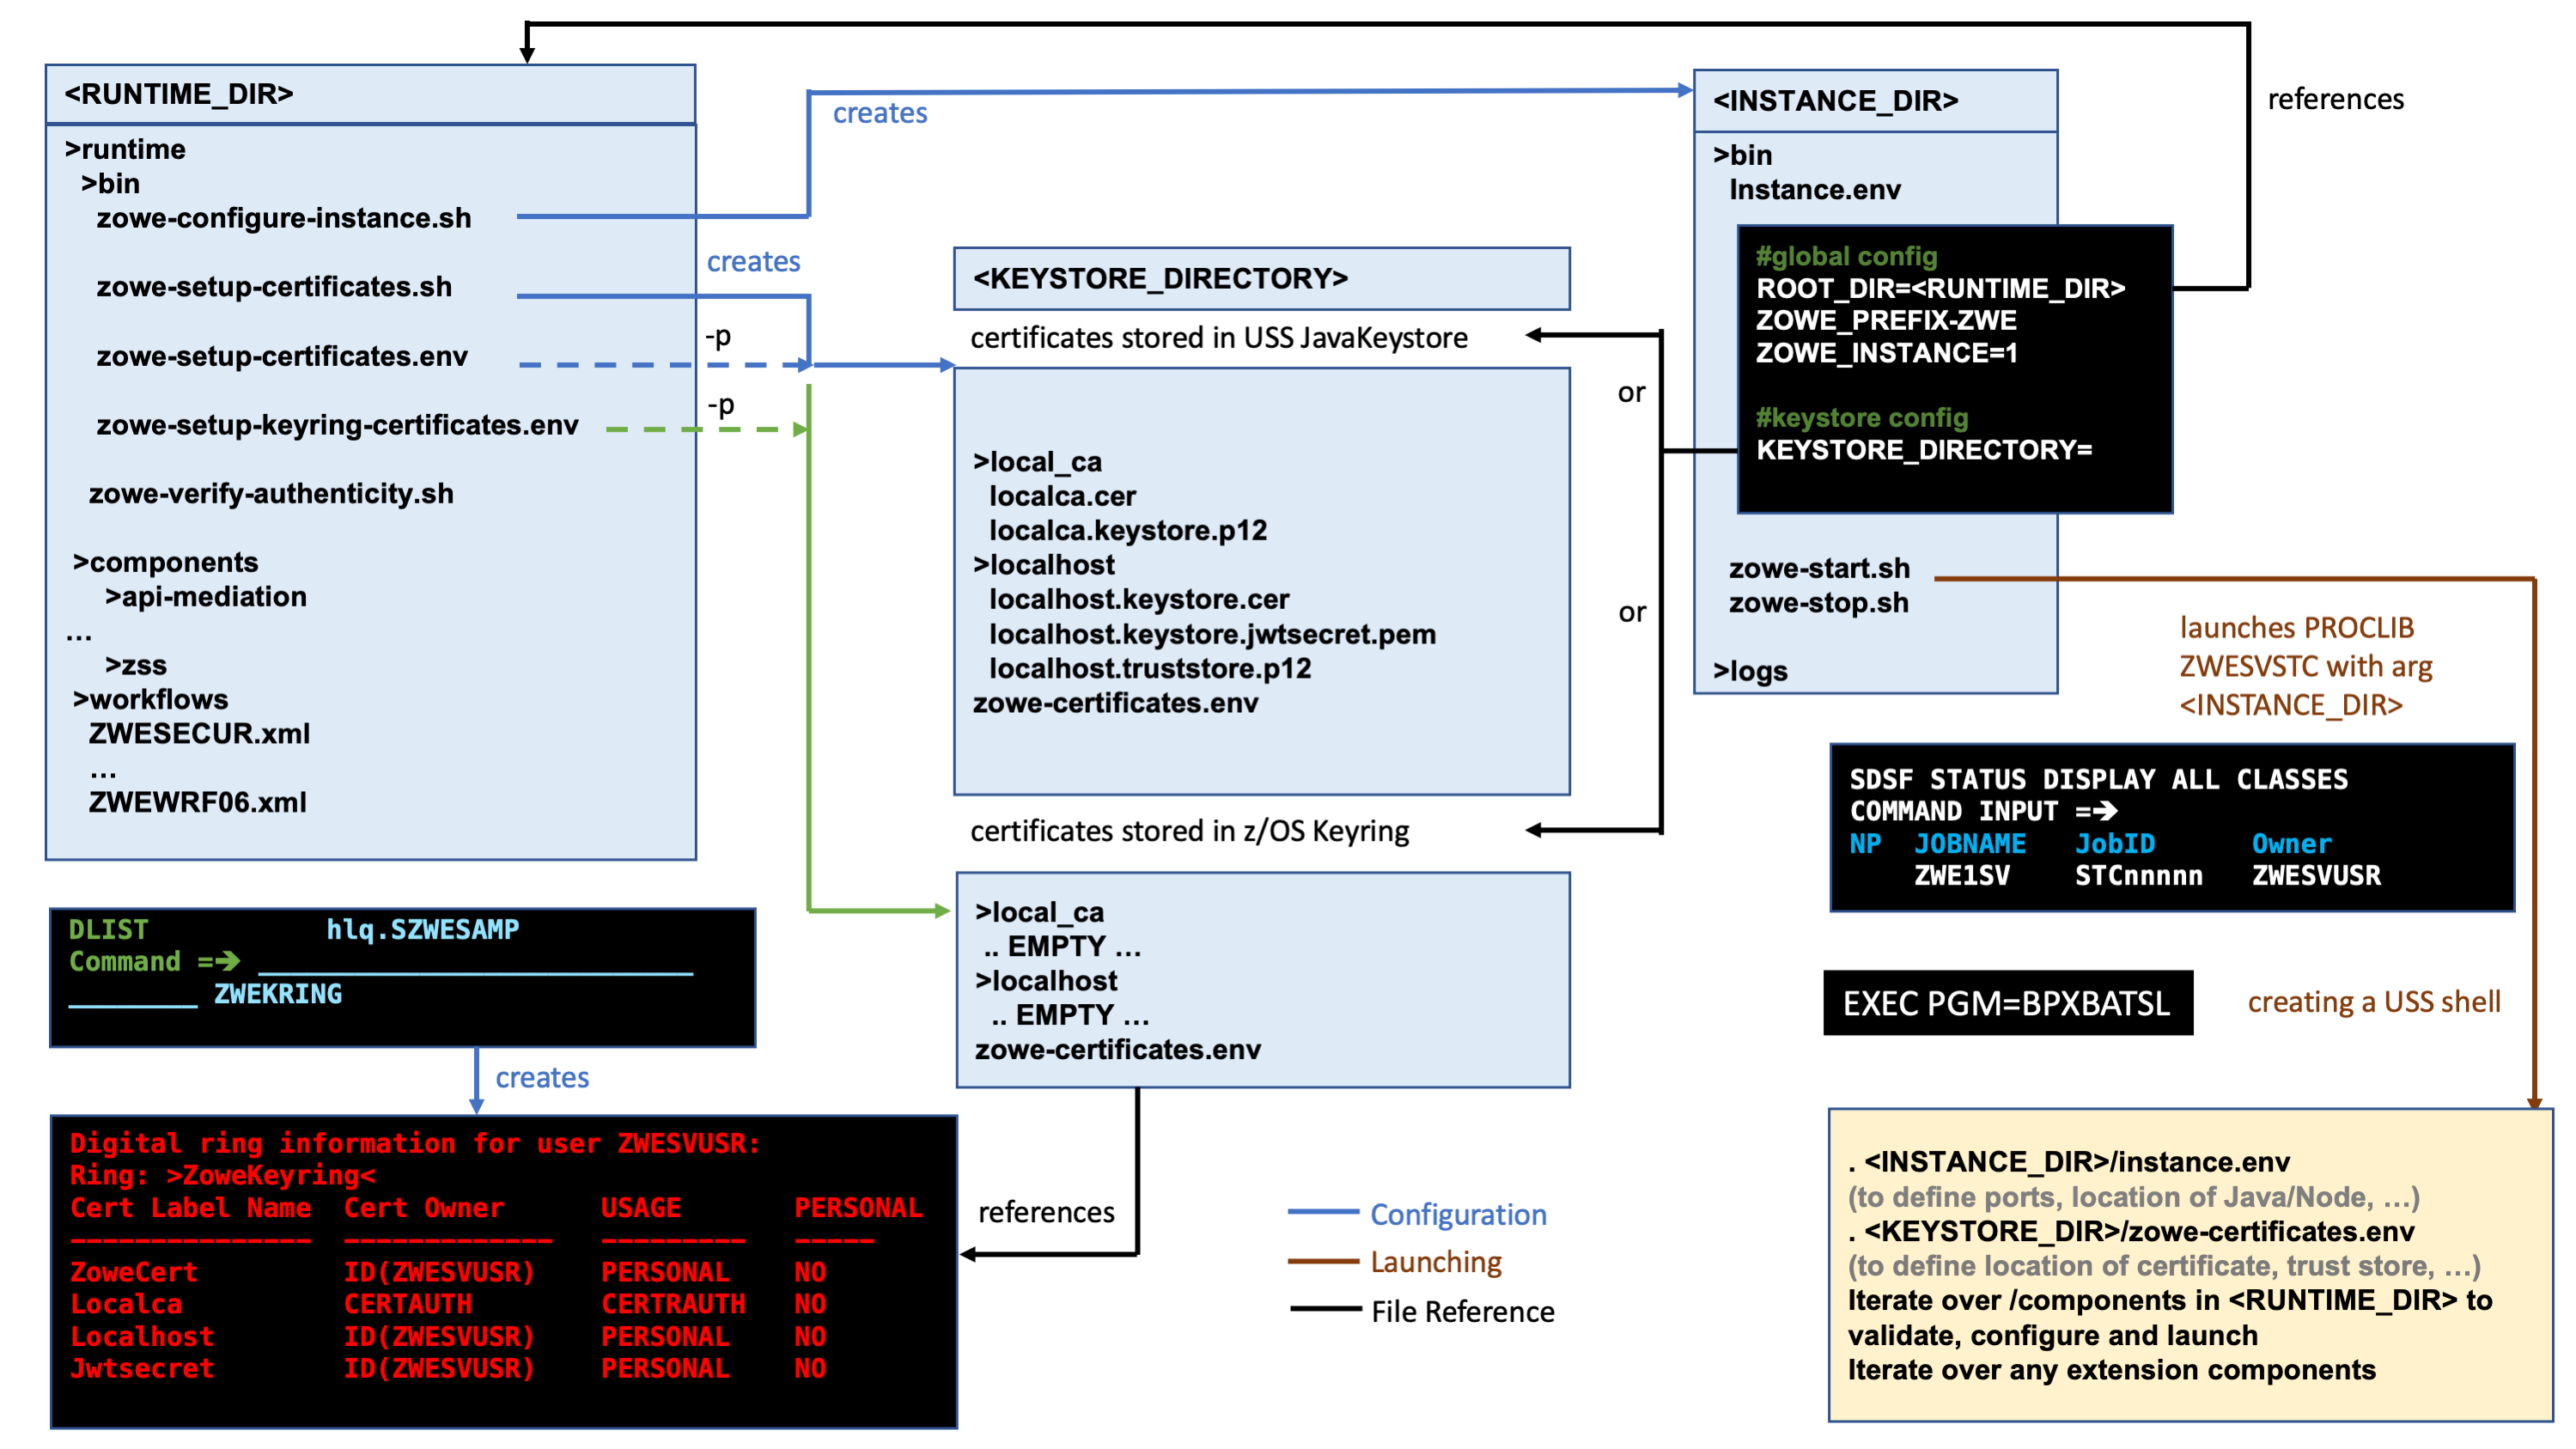 <RUNTIME_DIR>
>runtime
>bin
zowe-configure-instance.sh
zowe-setup-certificates.sh
zowe-setup-certificates.env
zowe-setup-keyring-certificates.env
zowe-verify-authenticity.sh
>components
>api-mediation
...
>zss
>workflows
ZWESECUR.xml
...
ZWEWRF06.xml
creates
creates
-p
-p
<KEYSTORE_DIRECTORY>
certificates stored in USS JavaKeystore
>local_ca
localca.cer
localca.keystore.p12
>localhost
localhost.keystore.cer
localhost.keystore.jwtsecret.pem
localhost.truststore.p12
zowe-certificates.env
certificates stored in z/OS Keyring
>local_ca
.. EMPTY ...
>localhost
.. EMPTY ...
zowe-certificates.env
or
or
<INSTANCE_DIR>
>bin
Instance.env
#global config
ROOT_DIR=<RUNTIME_DIR>
ZOWE_PREFIX-ZWE
ZOWE_INSTANCE=1
#keystore config
KEYSTORE_DIRECTORY=
zowe-start.sh
zowe-stop.sh
>logs
references
launches PROCLIB
ZWESVSTC with arg
<INSTANCE_DIR>
SDSF STATUS DISPLAY ALL CLASSES
COMMAND INPUT =➔
NP JOBNAME JobID Owner
ZWE1SV STCnnnnn ZWESVUSR
EXEC PGM=BPXBATSL
creating a USS shell
. <INSTANCE_DIR>/instance.env
(to define ports, location of Java/Node, ...)
. <KEYSTORE_DIR>/zowe-certificates.env
(to define location of certificate, trust store, ...)
Iterate over /components in <RUNTIME_DIR> to
validate, configure and launch
Iterate over any extension components
DLIST hlq.SZWESAMP
Command =➔ ___________________________
________ ZWEKRING
creates
Digital ring information for user ZWESVUSR:
Ring: >ZoweKeyring<
Cert Label Name Cert Owner USAGE PERSONAL
--------------- ------------- --------- -----
ZoweCert ID(ZWESVUSR) PERSONAL NO
Localca CERTAUTH CERTRAUTH NO
Localhost ID(ZWESVUSR) PERSONAL NO
Jwtsecret ID(ZWESVUSR) PERSONAL NO
references
Configuration
Launching
File Reference